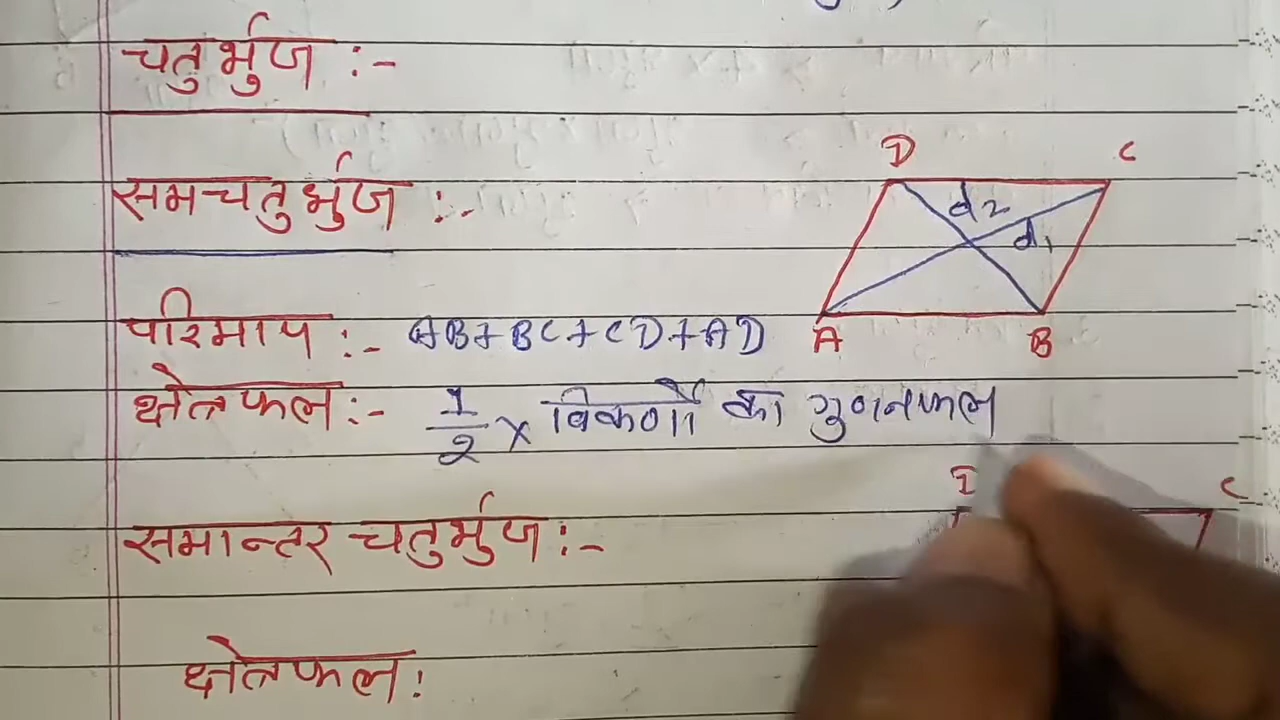 चतुर्भुज :-
D C
समचतुर्भुज :-
d2
d1
परिमाप :- AB+BC+CD+AD
A B
क्षेत्रफल :- 1/2 × विकर्णों का गुणनफल
D C
समान्तर चतुर्भुज :-
क्षेत्रफल :